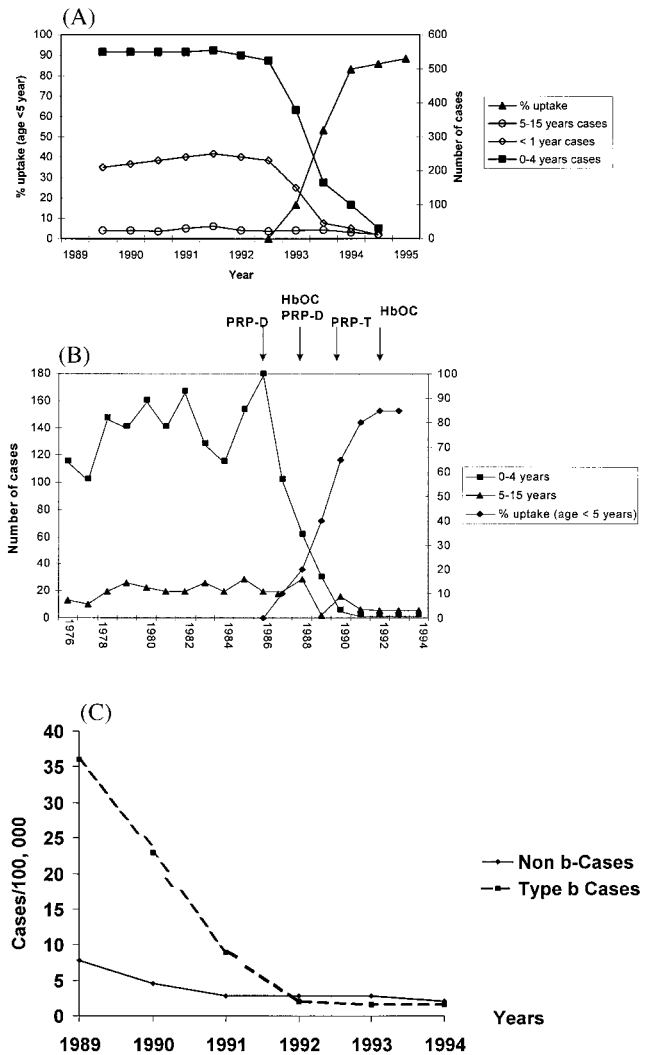 (A)
100
90
80
70
60
50
40
30
20
10
0
% uptake (age <5 year)
600
500
400
300
200
100
0
Number of cases
1989 1990 1991 1992 1993 1994 1995
Year
% uptake
5-15 years cases
< 1 year cases
0-4 years cases
(B)
PRP-D
HbOC
PRP-D
PRP-T
HbOC
180
160
140
120
100
80
60
40
20
0
Number of cases
100
90
80
70
60
50
40
30
20
10
0
1976 1978 1980 1982 1984 1986 1988 1990 1992 1994
0-4 years
5-15 years
% uptake (age < 5 years)
(C)
40
35
30
25
20
15
10
5
0
Cases/100, 000
1989 1990 1991 1992 1993 1994
Years
Non b-Cases
Type b Cases